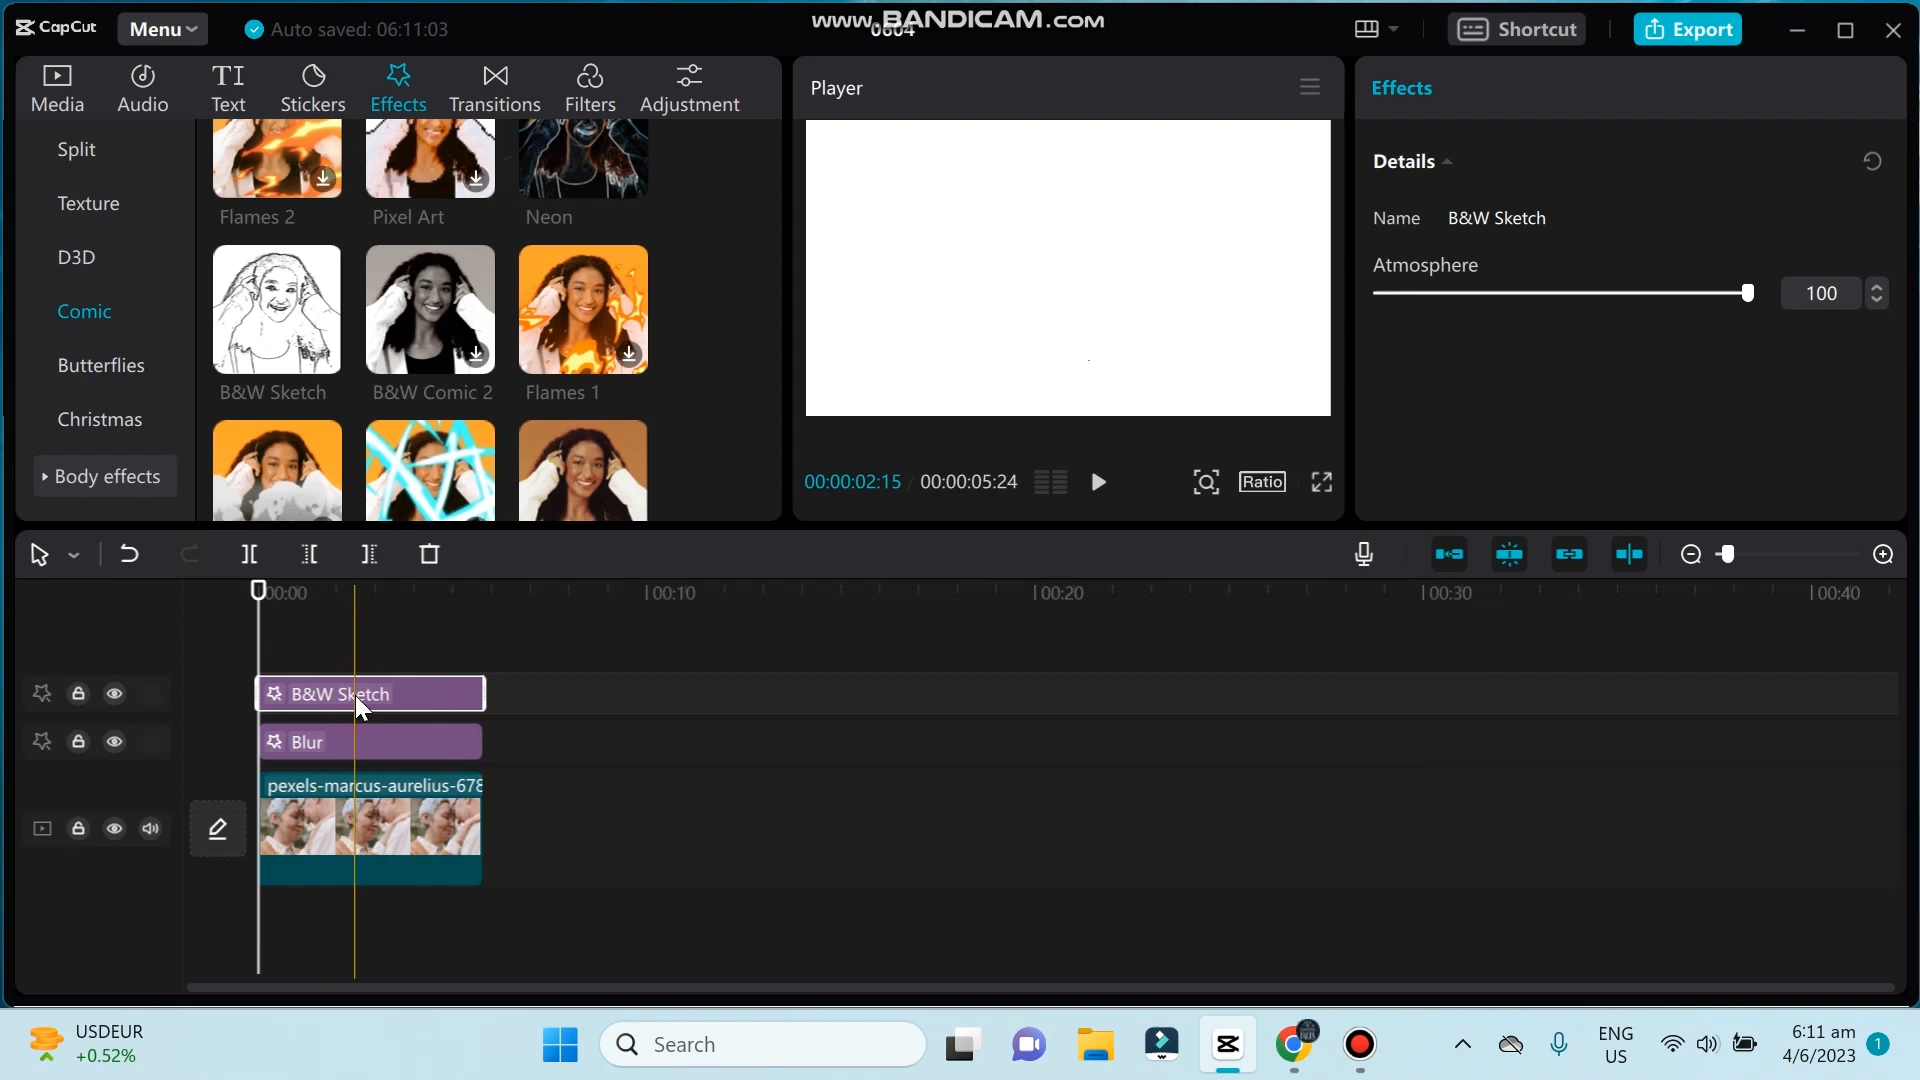 CapCut
Menu
Auto saved: 06:11:03
www.BANDICAM.com
0604
Shortcut
Export
Media
Audio
Text
Stickers
Effects
Transitions
Filters
Adjustment
Player
Effects
Split
Texture
D3D
Comic
Butterflies
Christmas
Body effects
Flames 2
Pixel Art
Neon
B&W Sketch
B&W Comic 2
Flames 1
Details
Name B&W Sketch
Atmosphere
100
00:00:02:15 / 00:00:05:24
Ratio
00:00
00:10
00:20
00:30
00:40
B&W Sketch
Blur
pexels-marcus-aurelius-678
USDEUR
+0.52%
Search
ENG
US
6:11 am
4/6/2023
1